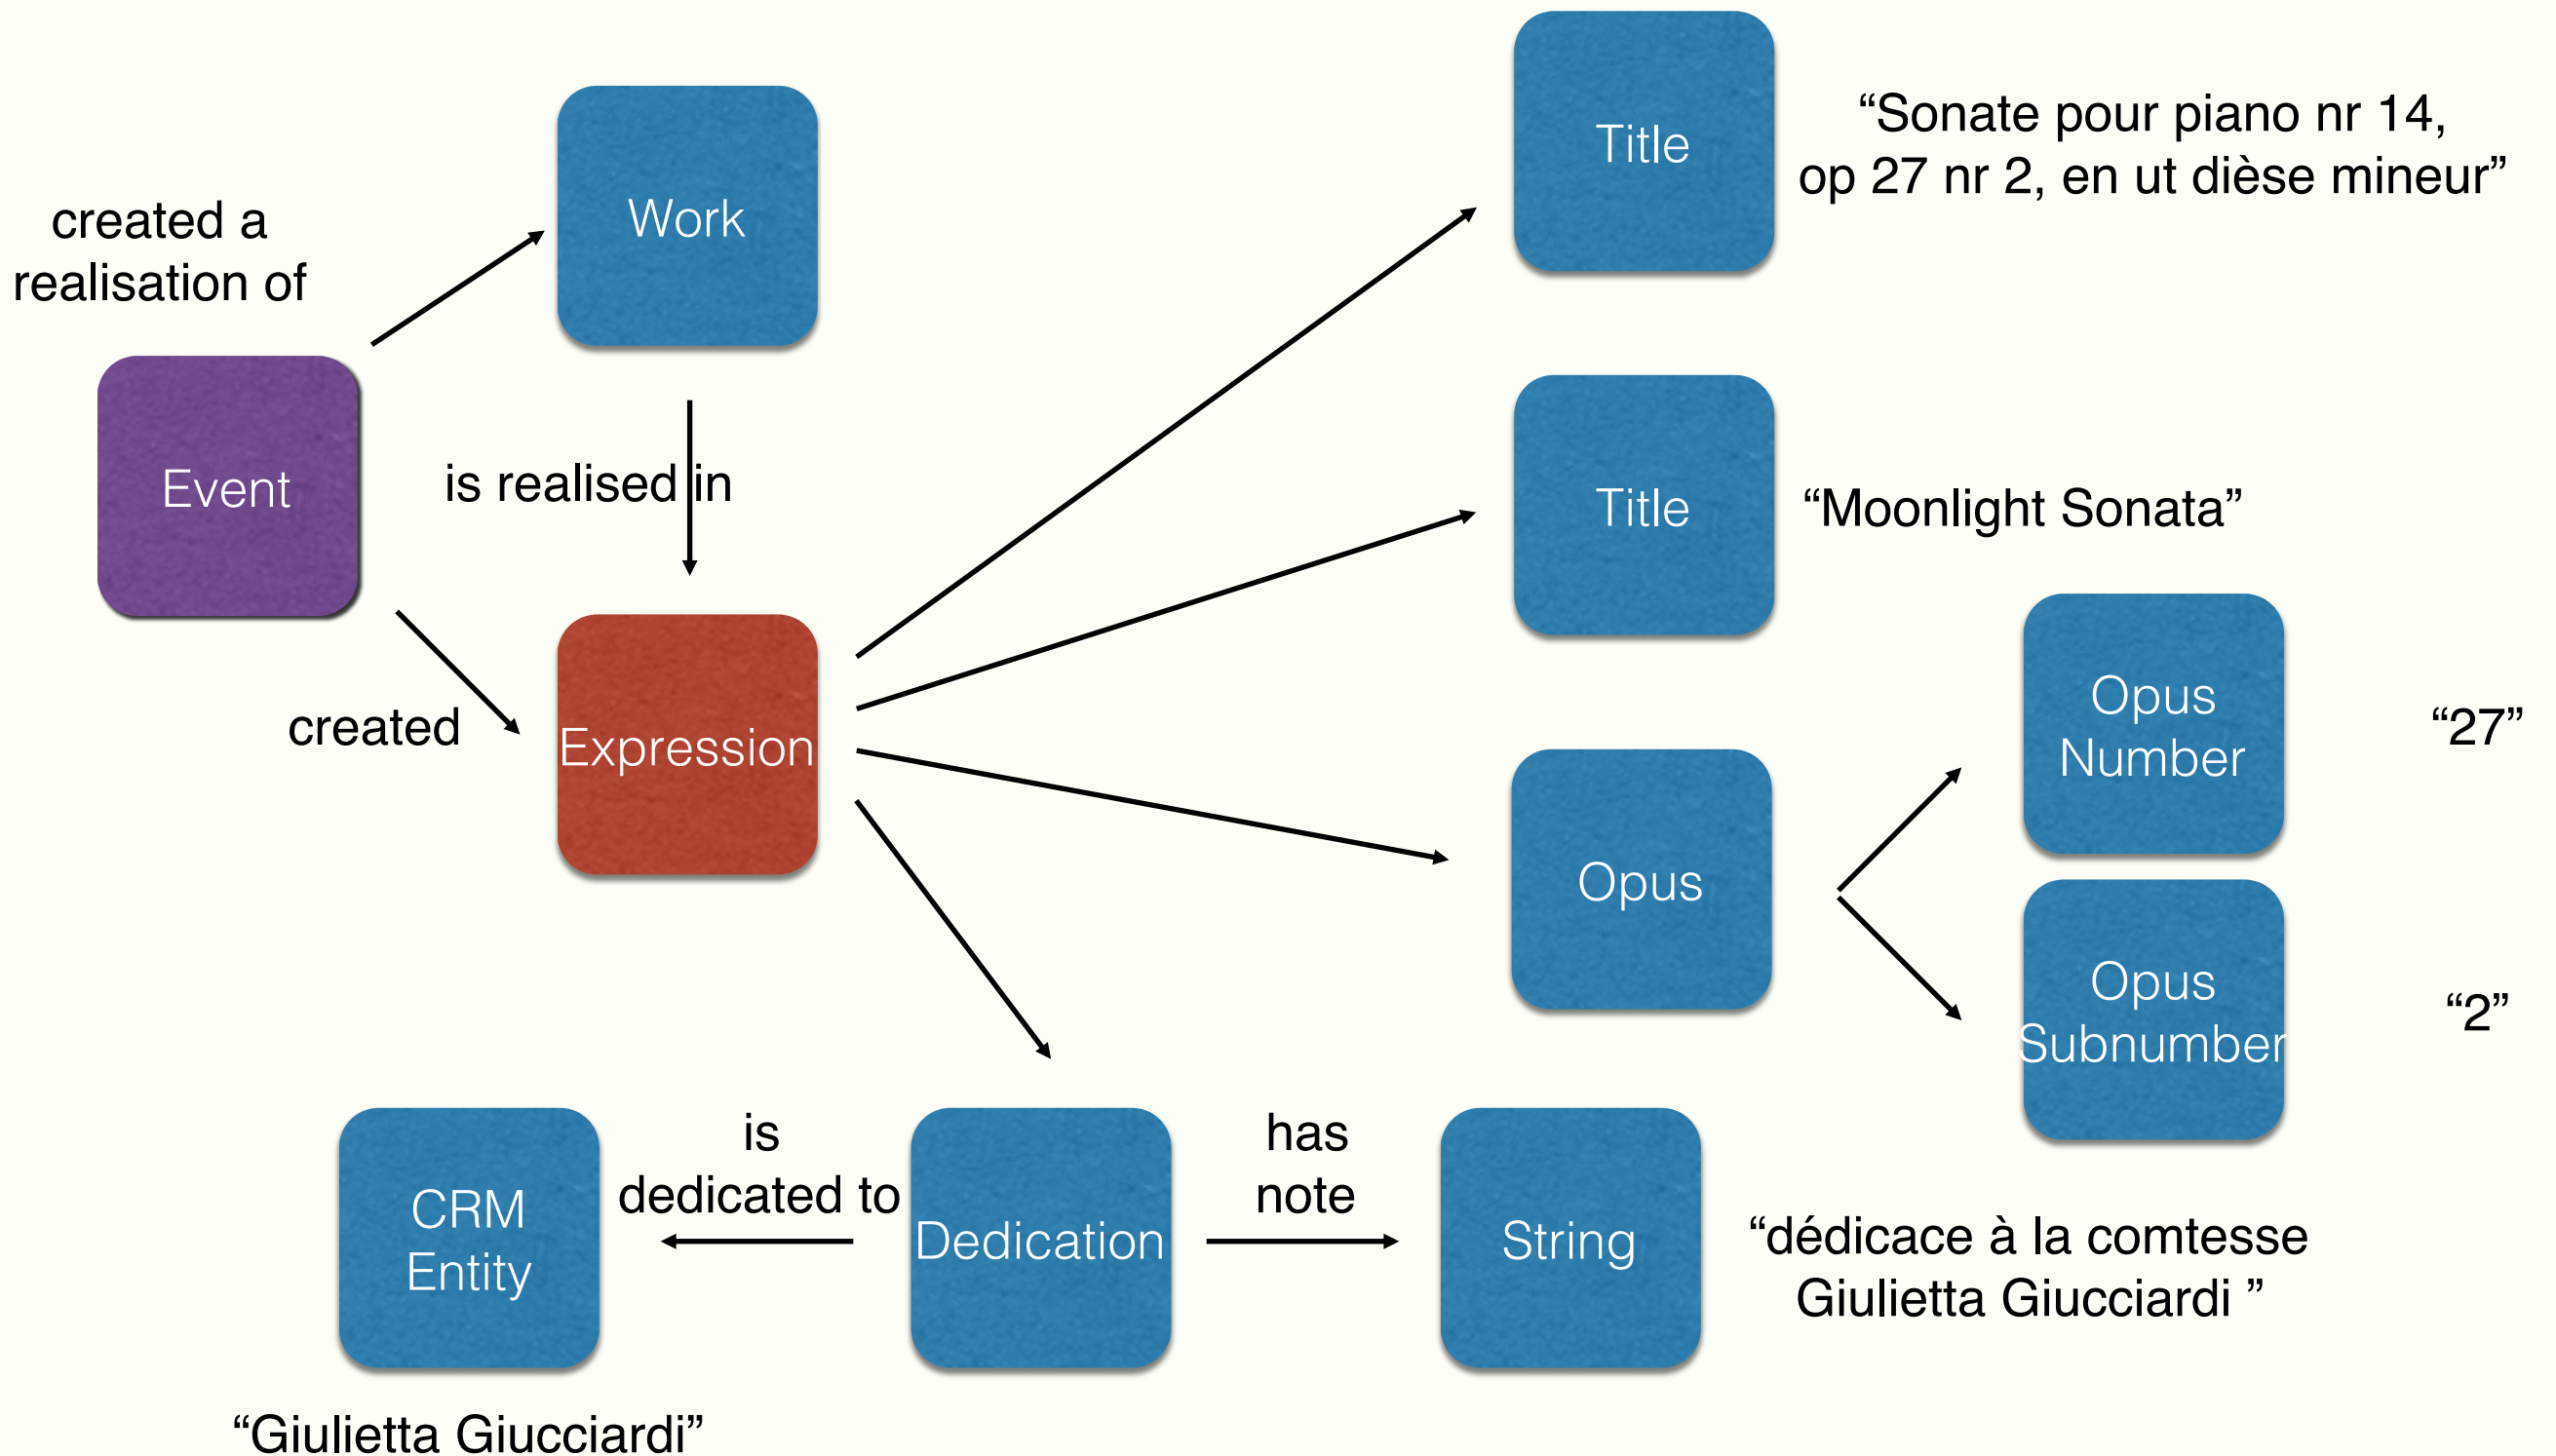 created a
realisation of
Work
Title
“Sonate pour piano nr 14,
op 27 nr 2, en ut dièse mineur”
Event
is realised in
Title
“Moonlight Sonata”
created
Expression
Opus
Opus
Number
“27”
Opus
Subnumber
“2”
CRM
Entity
is
dedicated to
Dedication
has
note
String
“dédicace à la comtesse
Giulietta Giucciardi ”
“Giulietta Giucciardi”